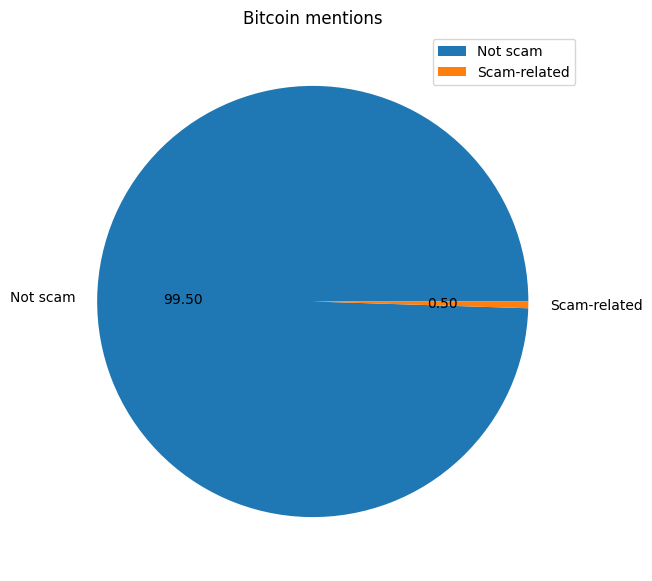 Bitcoin mentions
Not scam
Scam-related
Not scam
99.50
0.50
Scam-related